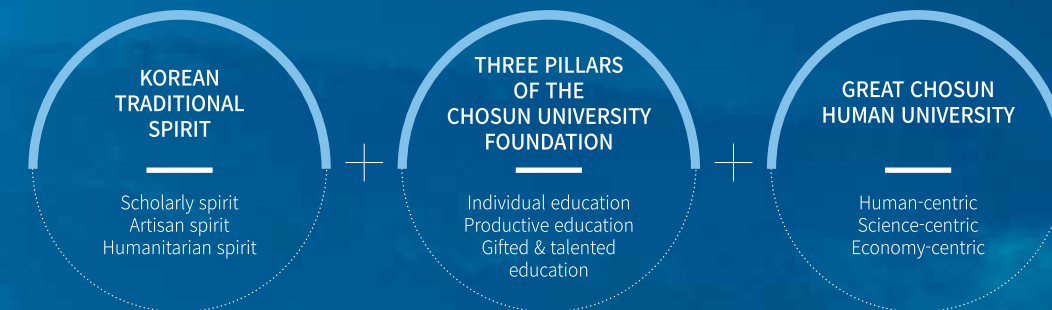 KOREAN
TRADITIONAL
SPIRIT
Scholarly spirit
Artisan spirit
Humanitarian spirit
THREE PILLARS
OF THE
CHOSUN UNIVERSITY
FOUNDATION
Individual education
Productive education
Gifted & talented
education
GREAT CHOSUN
HUMAN UNIVERSITY
Human-centric
Science-centric
Economy-centric